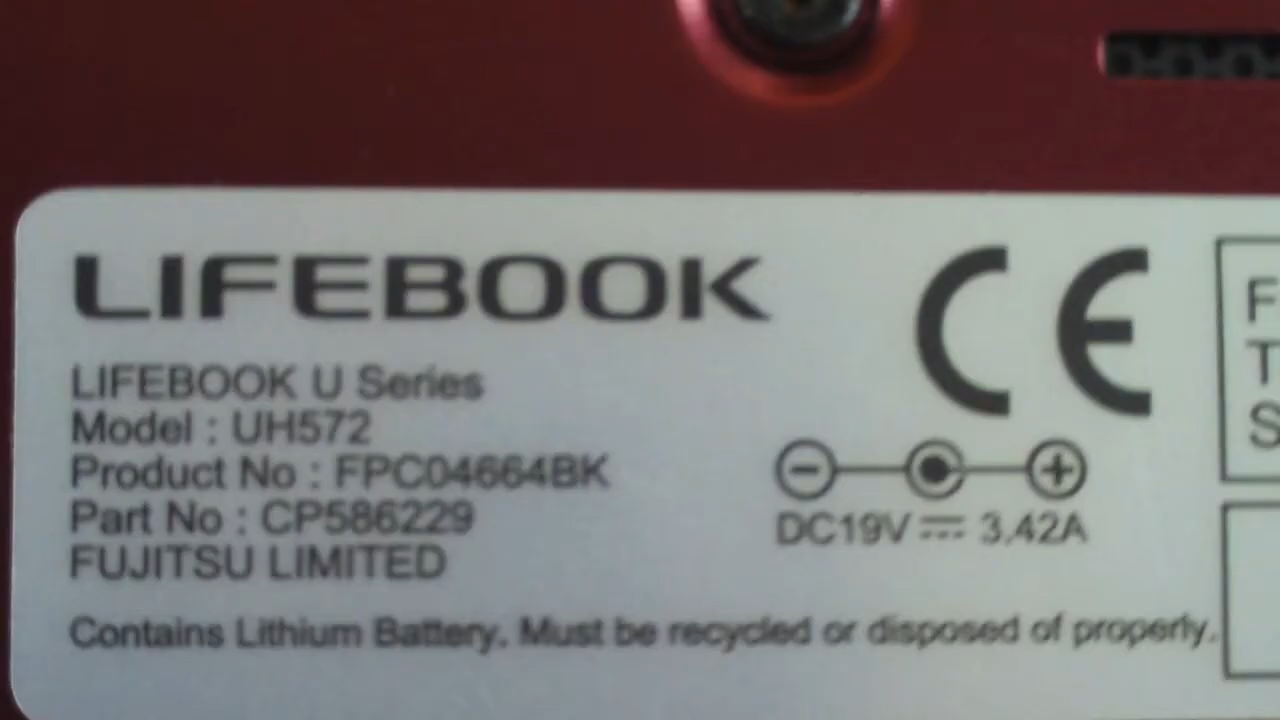 LIFEBOOK
LIFEBOOK U Series
Model : UH572
Product No : FPC04664BK
Part No : CP586229
FUJITSU LIMITED
Contains Lithium Battery. Must be recycled or disposed of properly.
CE
DC19V 3.42A
F
T
S